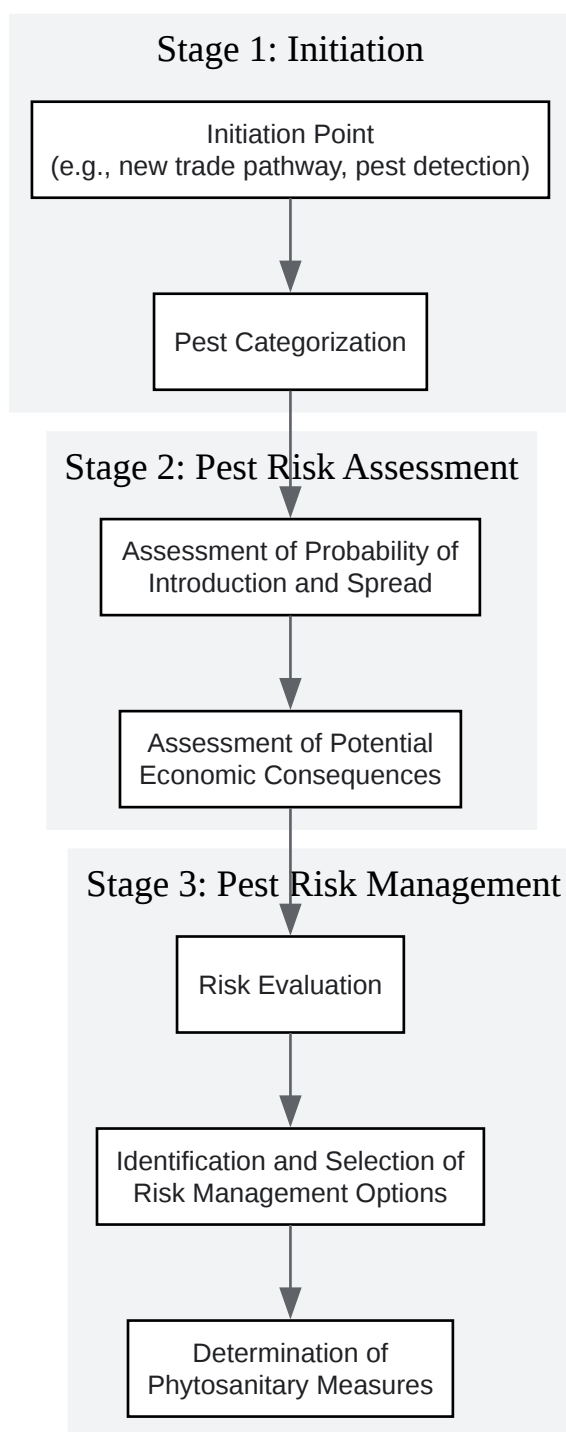 Stage 1: Initiation
Initiation Point
(e.g., new trade pathway, pest detection)
Pest Categorization
Stage 2: Pest Risk Assessment
Assessment of Probability of
Introduction and Spread
Assessment of Potential
Economic Consequences
Stage 3: Pest Risk Management
Risk Evaluation
Identification and Selection of
Risk Management Options
Determination of
Phytosanitary Measures